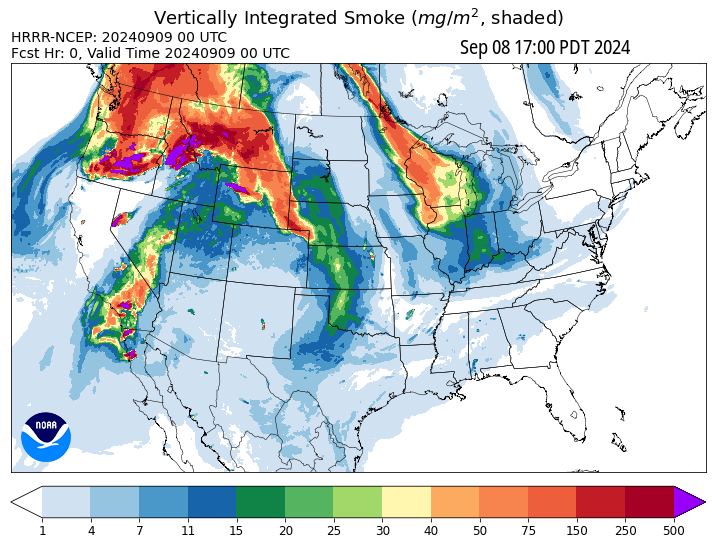 Vertically Integrated Smoke (mg/m², shaded)
HRRR-NCEP: 20240909 00 UTC
Fcst Hr: 0, Valid Time 20240909 00 UTC
Sep 08 17:00 PDT 2024
NOAA
1 4 7 11 15 20 25 30 40 50 75 150 250 500